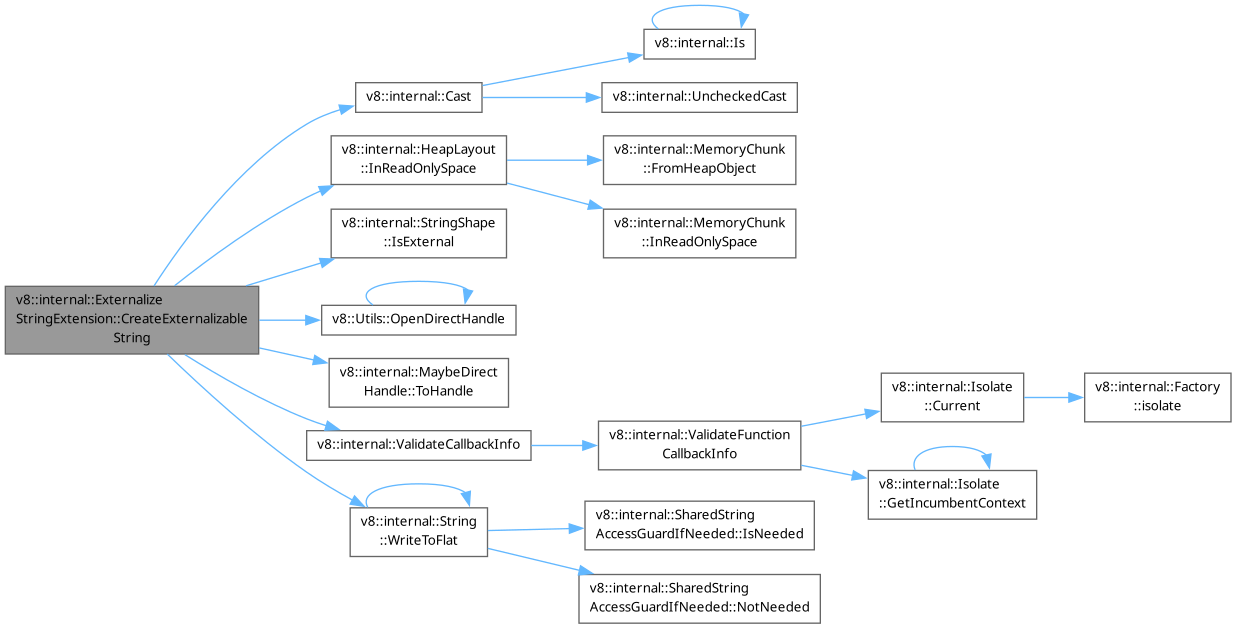 v8::internal::Is
v8::internal::Cast
v8::internal::UncheckedCast
v8::internal::HeapLayout
::InReadOnlySpace
v8::internal::MemoryChunk
::FromHeapObject
v8::internal::StringShape
::IsExternal
v8::internal::MemoryChunk
::InReadOnlySpace
v8::internal::Externalize
StringExtension::CreateExternalizable
String
v8::Utils::OpenDirectHandle
v8::internal::MaybeDirect
Handle::ToHandle
v8::internal::Isolate
::Current
v8::internal::Factory
::isolate
v8::internal::ValidateCallbackInfo
v8::internal::ValidateFunction
CallbackInfo
v8::internal::Isolate
::GetIncumbentContext
v8::internal::String
::WriteToFlat
v8::internal::SharedString
AccessGuardIfNeeded::IsNeeded
v8::internal::SharedString
AccessGuardIfNeeded::NotNeeded